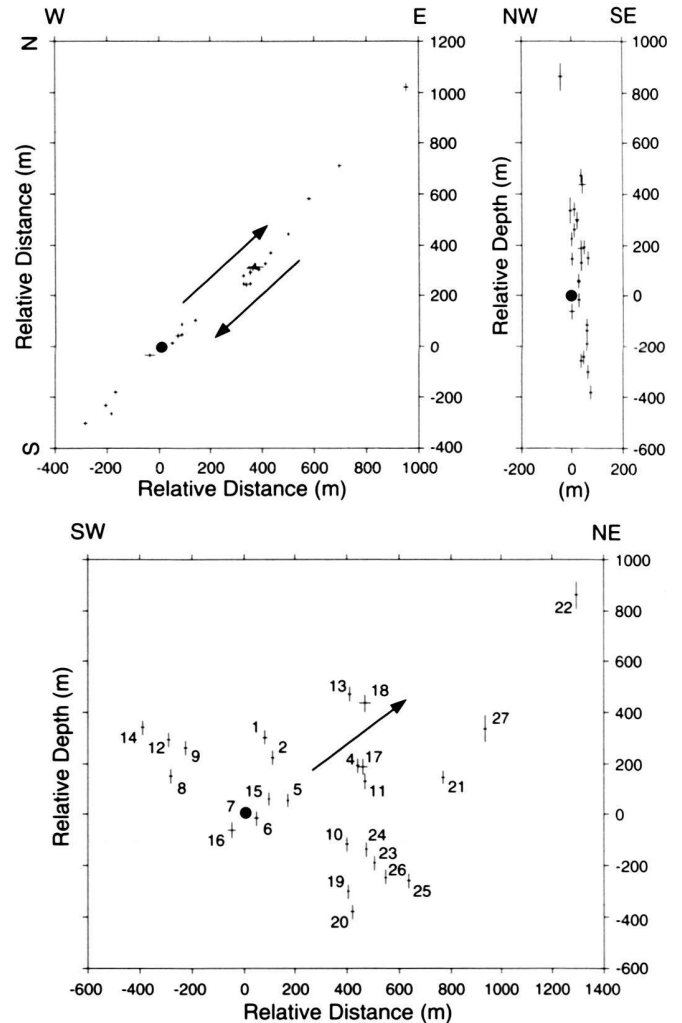 W E
N
S
Relative Distance (m)
1200
1000
800
600
400
200
0
-200
-400
-400 -200 0 200 400 600 800 1000
Relative Distance (m)
NW SE
Relative Depth (m)
1000
800
600
400
200
0
-200
-400
-600
-200 0 200
(m)
SW NE
Relative Depth (m)
1000
800
600
400
200
0
-200
-400
-600
22
13 18
27
14 12 9 1 2
4 17
8 11 21
15 5
7
6
16
10 24
23
26
19 25
20
-600 -400 -200 0 200 400 600 800 1000 1200 1400
Relative Distance (m)